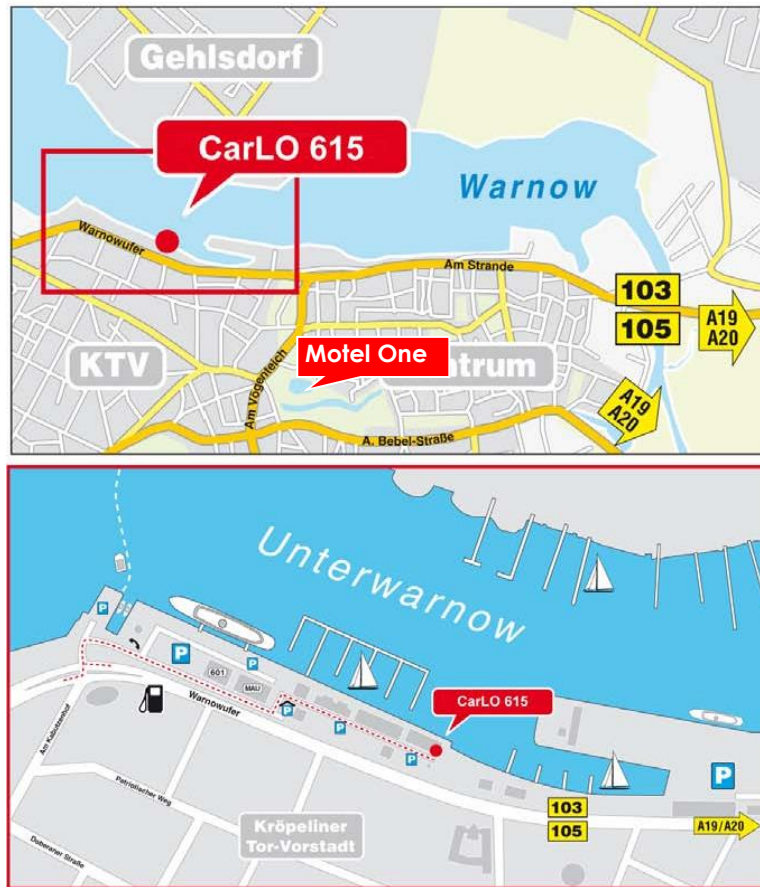 Gehlsdorf
CarLO 615
Warnow
Warnowufer
Am Strande
103
105
A19
A20
KTV
Motel One
ntrum
Am Vögenteich
A19
A20
A. Bebel-Straße
Unterwarnow
P
P
P
601
MAU
Warnowufer
CarLO 615
P
P
P
Am Kabutzenhof
P
Patriotischer Weg
103
105
A19/A20
Kröpeliner
Tor-Vorstadt
Doberaner Straße